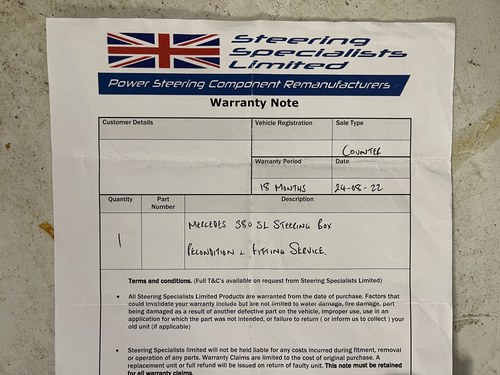 Steering
Specialists
Limited
Power Steering Component Remanufacturers
Warranty Note
Customer Details
Vehicle Registration
Sale Type
COUNTER
Warranty Period
Date
18 MONTHS
24-08-22
Quantity
Part Number
Description
1
MERCEDES 380 SL STEERING BOX
RECONDITION & FITTING SERVICE.
Terms and conditions. (Full T&C's available on request from Steering Specialists Limited)
• All Steering Specialists Limited Products are warranted from the date of purchase. Factors that
could invalidate your warranty include but are not limited to water damage, fire damage, part
being damaged as a result of another defective part on the vehicle, improper use, use in an
application for which the part was not intended, or failure to return ( or inform us to collect ) your
old unit (if applicable)
• Steering Specialists limited will not be held liable for any costs incurred during fitment, removal
or operation of any parts. Warranty Claims are limited to the cost of original purchase. A
replacement unit or full refund will be issued on return of faulty unit. This note must be retained
for all warranty claims.